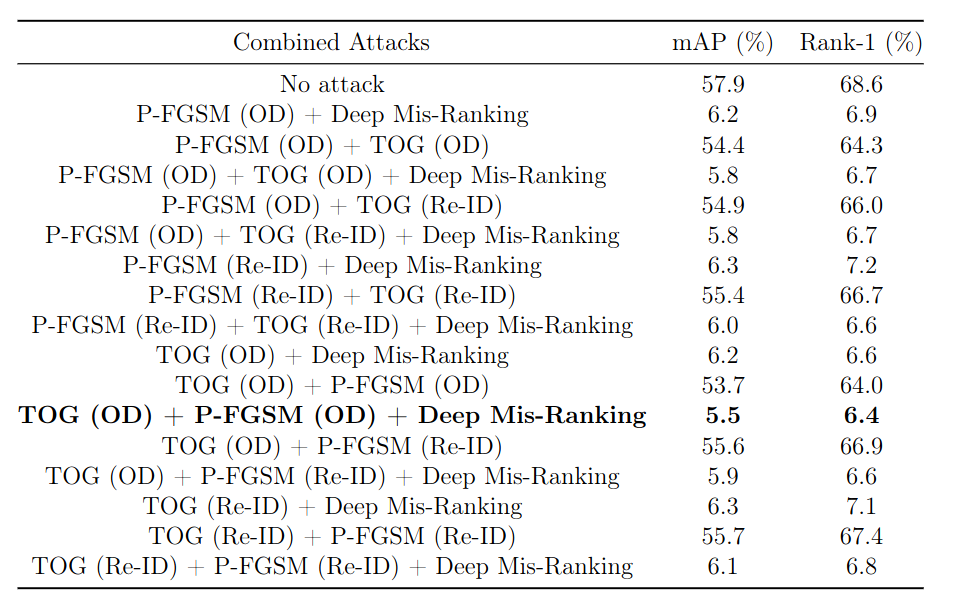 Combined Attacks mAP (%) Rank-1 (%)
No attack 57.9 68.6
P-FGSM (OD) + Deep Mis-Ranking 6.2 6.9
P-FGSM (OD) + TOG (OD) 54.4 64.3
P-FGSM (OD) + TOG (OD) + Deep Mis-Ranking 5.8 6.7
P-FGSM (OD) + TOG (Re-ID) 54.9 66.0
P-FGSM (OD) + TOG (Re-ID) + Deep Mis-Ranking 5.8 6.7
P-FGSM (Re-ID) + Deep Mis-Ranking 6.3 7.2
P-FGSM (Re-ID) + TOG (Re-ID) 55.4 66.7
P-FGSM (Re-ID) + TOG (Re-ID) + Deep Mis-Ranking 6.0 6.6
TOG (OD) + Deep Mis-Ranking 6.2 6.6
TOG (OD) + P-FGSM (OD) 53.7 64.0
TOG (OD) + P-FGSM (OD) + Deep Mis-Ranking 5.5 6.4
TOG (OD) + P-FGSM (Re-ID) 55.6 66.9
TOG (OD) + P-FGSM (Re-ID) + Deep Mis-Ranking 5.9 6.6
TOG (Re-ID) + Deep Mis-Ranking 6.3 7.1
TOG (Re-ID) + P-FGSM (Re-ID) 55.7 67.4
TOG (Re-ID) + P-FGSM (Re-ID) + Deep Mis-Ranking 6.1 6.8